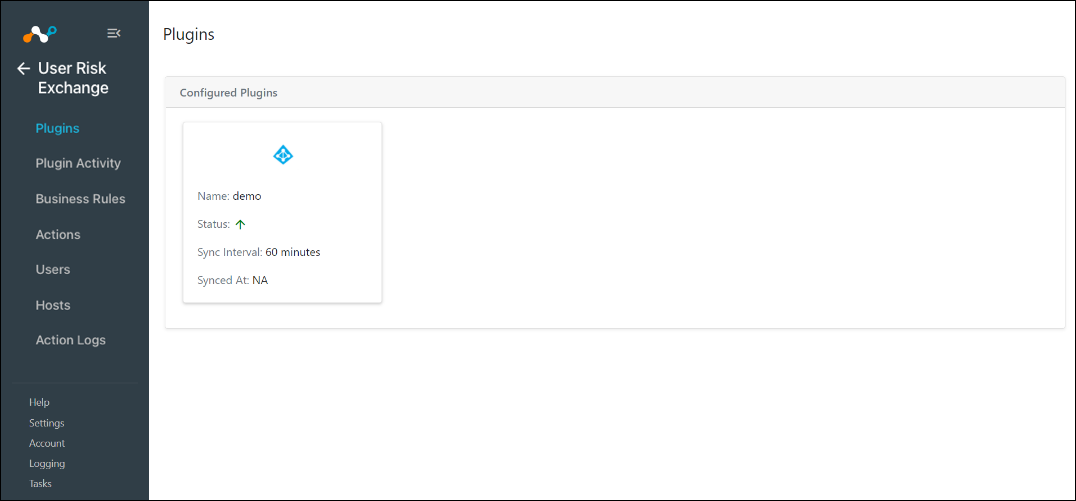 User Risk
Exchange
Plugins
Plugin Activity
Business Rules
Actions
Users
Hosts
Action Logs
Help
Settings
Account
Logging
Tasks
Plugins
Configured Plugins
Name: demo
Status:
Sync Interval: 60 minutes
Synced At: NA